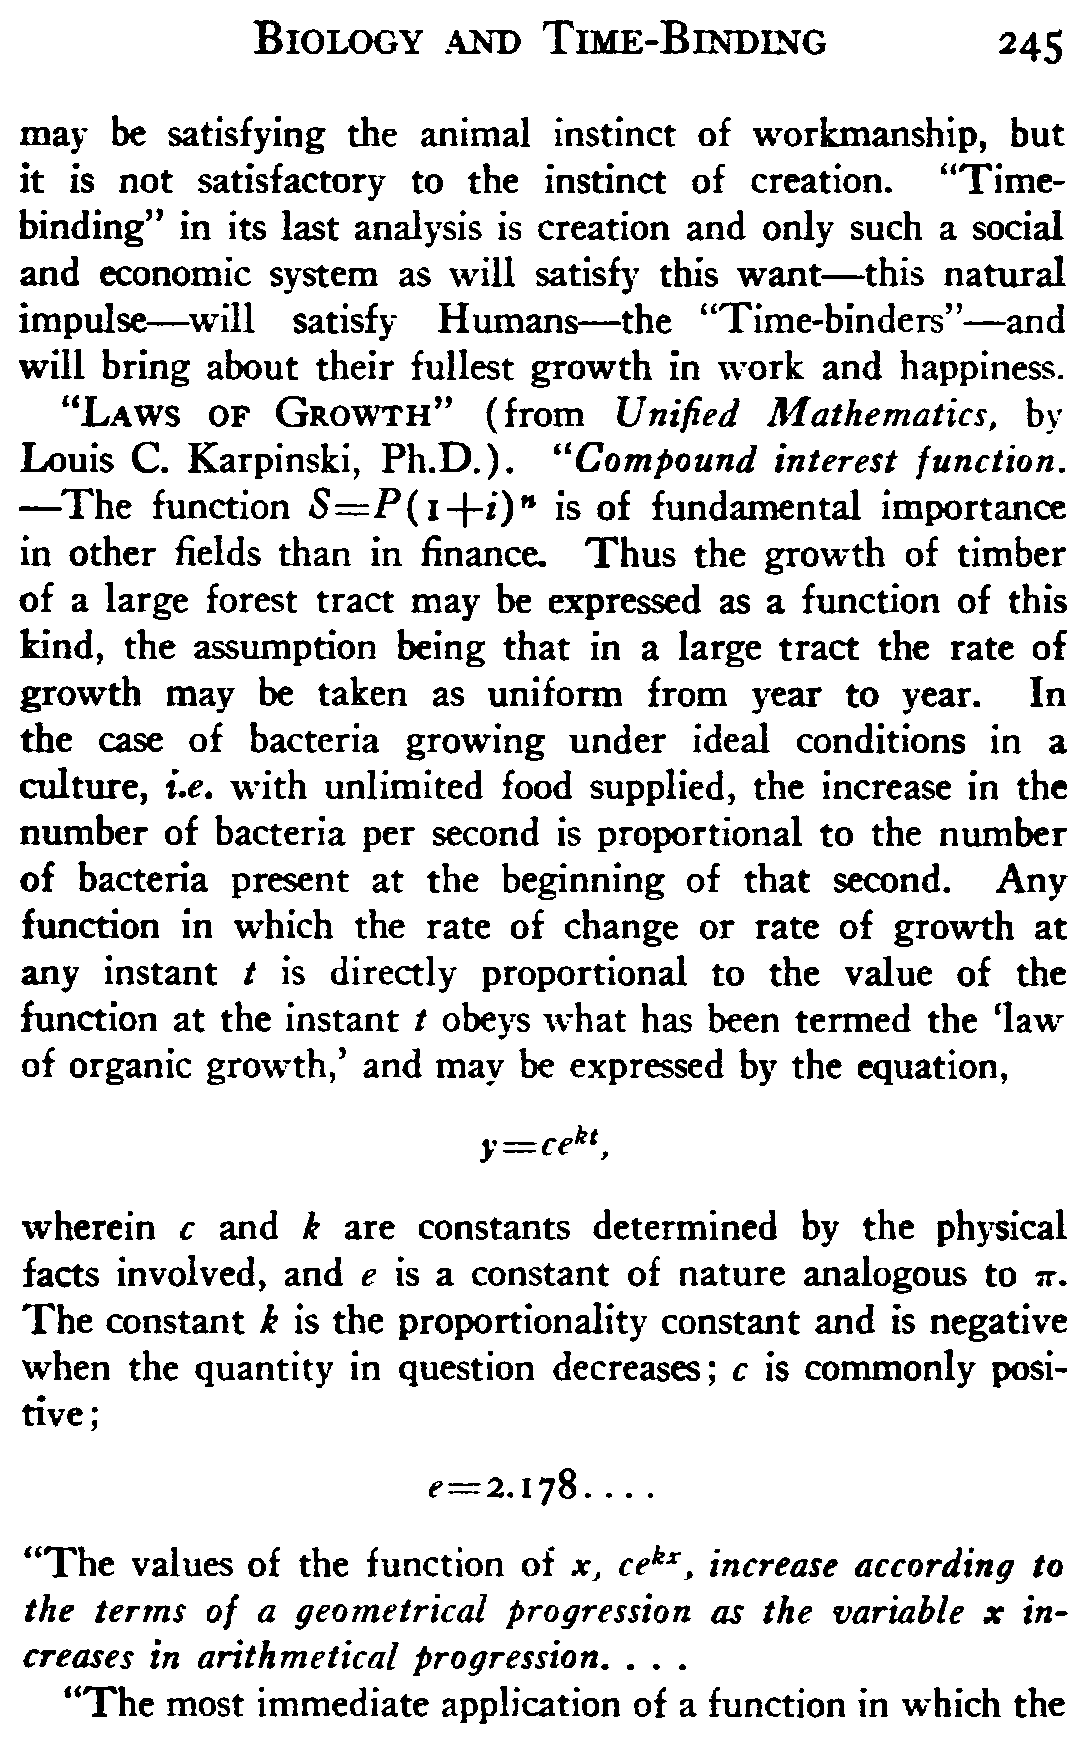 BIOLOGY AND TIME-BINDING 245
may be satisfying the animal instinct of workmanship, but
it is not satisfactory to the instinct of creation. “Time-
binding” in its last analysis is creation and only such a social
and economic system as will satisfy this want—this natural
impulse—will satisfy Humans—the “Time-binders”—and
will bring about their fullest growth in work and happiness.
“LAWS OF GROWTH” (from Unified Mathematics, by
Louis C. Karpinski, Ph.D.). “Compound interest function.
—The function S=P(1+i)ⁿ is of fundamental importance
in other fields than in finance. Thus the growth of timber
of a large forest tract may be expressed as a function of this
kind, the assumption being that in a large tract the rate of
growth may be taken as uniform from year to year. In
the case of bacteria growing under ideal conditions in a
culture, i.e. with unlimited food supplied, the increase in the
number of bacteria per second is proportional to the number
of bacteria present at the beginning of that second. Any
function in which the rate of change or rate of growth at
any instant t is directly proportional to the value of the
function at the instant t obeys what has been termed the ‘law
of organic growth,’ and may be expressed by the equation,
y=ceᵏᵗ,
wherein c and k are constants determined by the physical
facts involved, and e is a constant of nature analogous to π.
The constant k is the proportionality constant and is negative
when the quantity in question decreases; c is commonly posi-
tive;
e=2.178....
“The values of the function of x, ceᵏˣ, increase according to
the terms of a geometrical progression as the variable x in-
creases in arithmetical progression. . . .
“The most immediate application of a function in which the